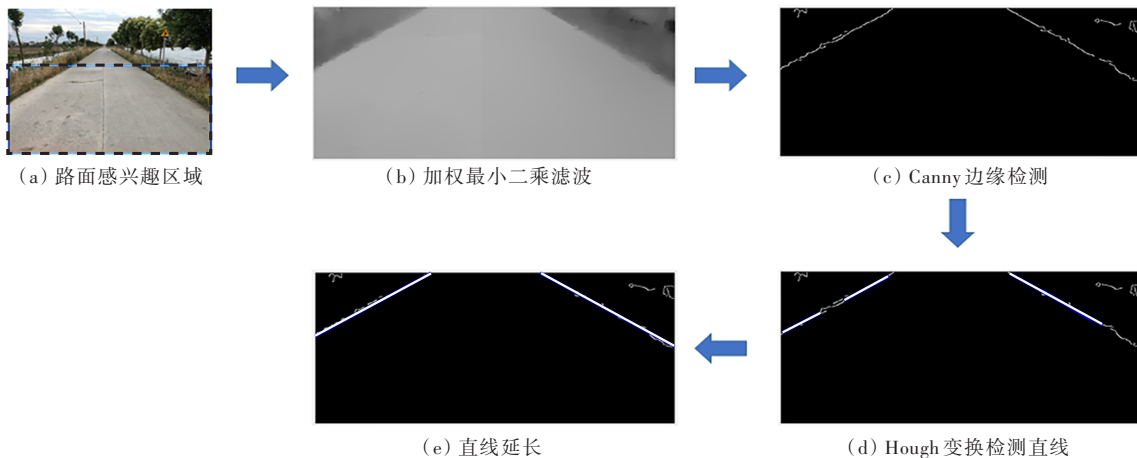 (a) 路面感兴趣区域
(b) 加权最小二乘滤波
(c) Canny边缘检测
(e) 直线延长
(d) Hough变换检测直线